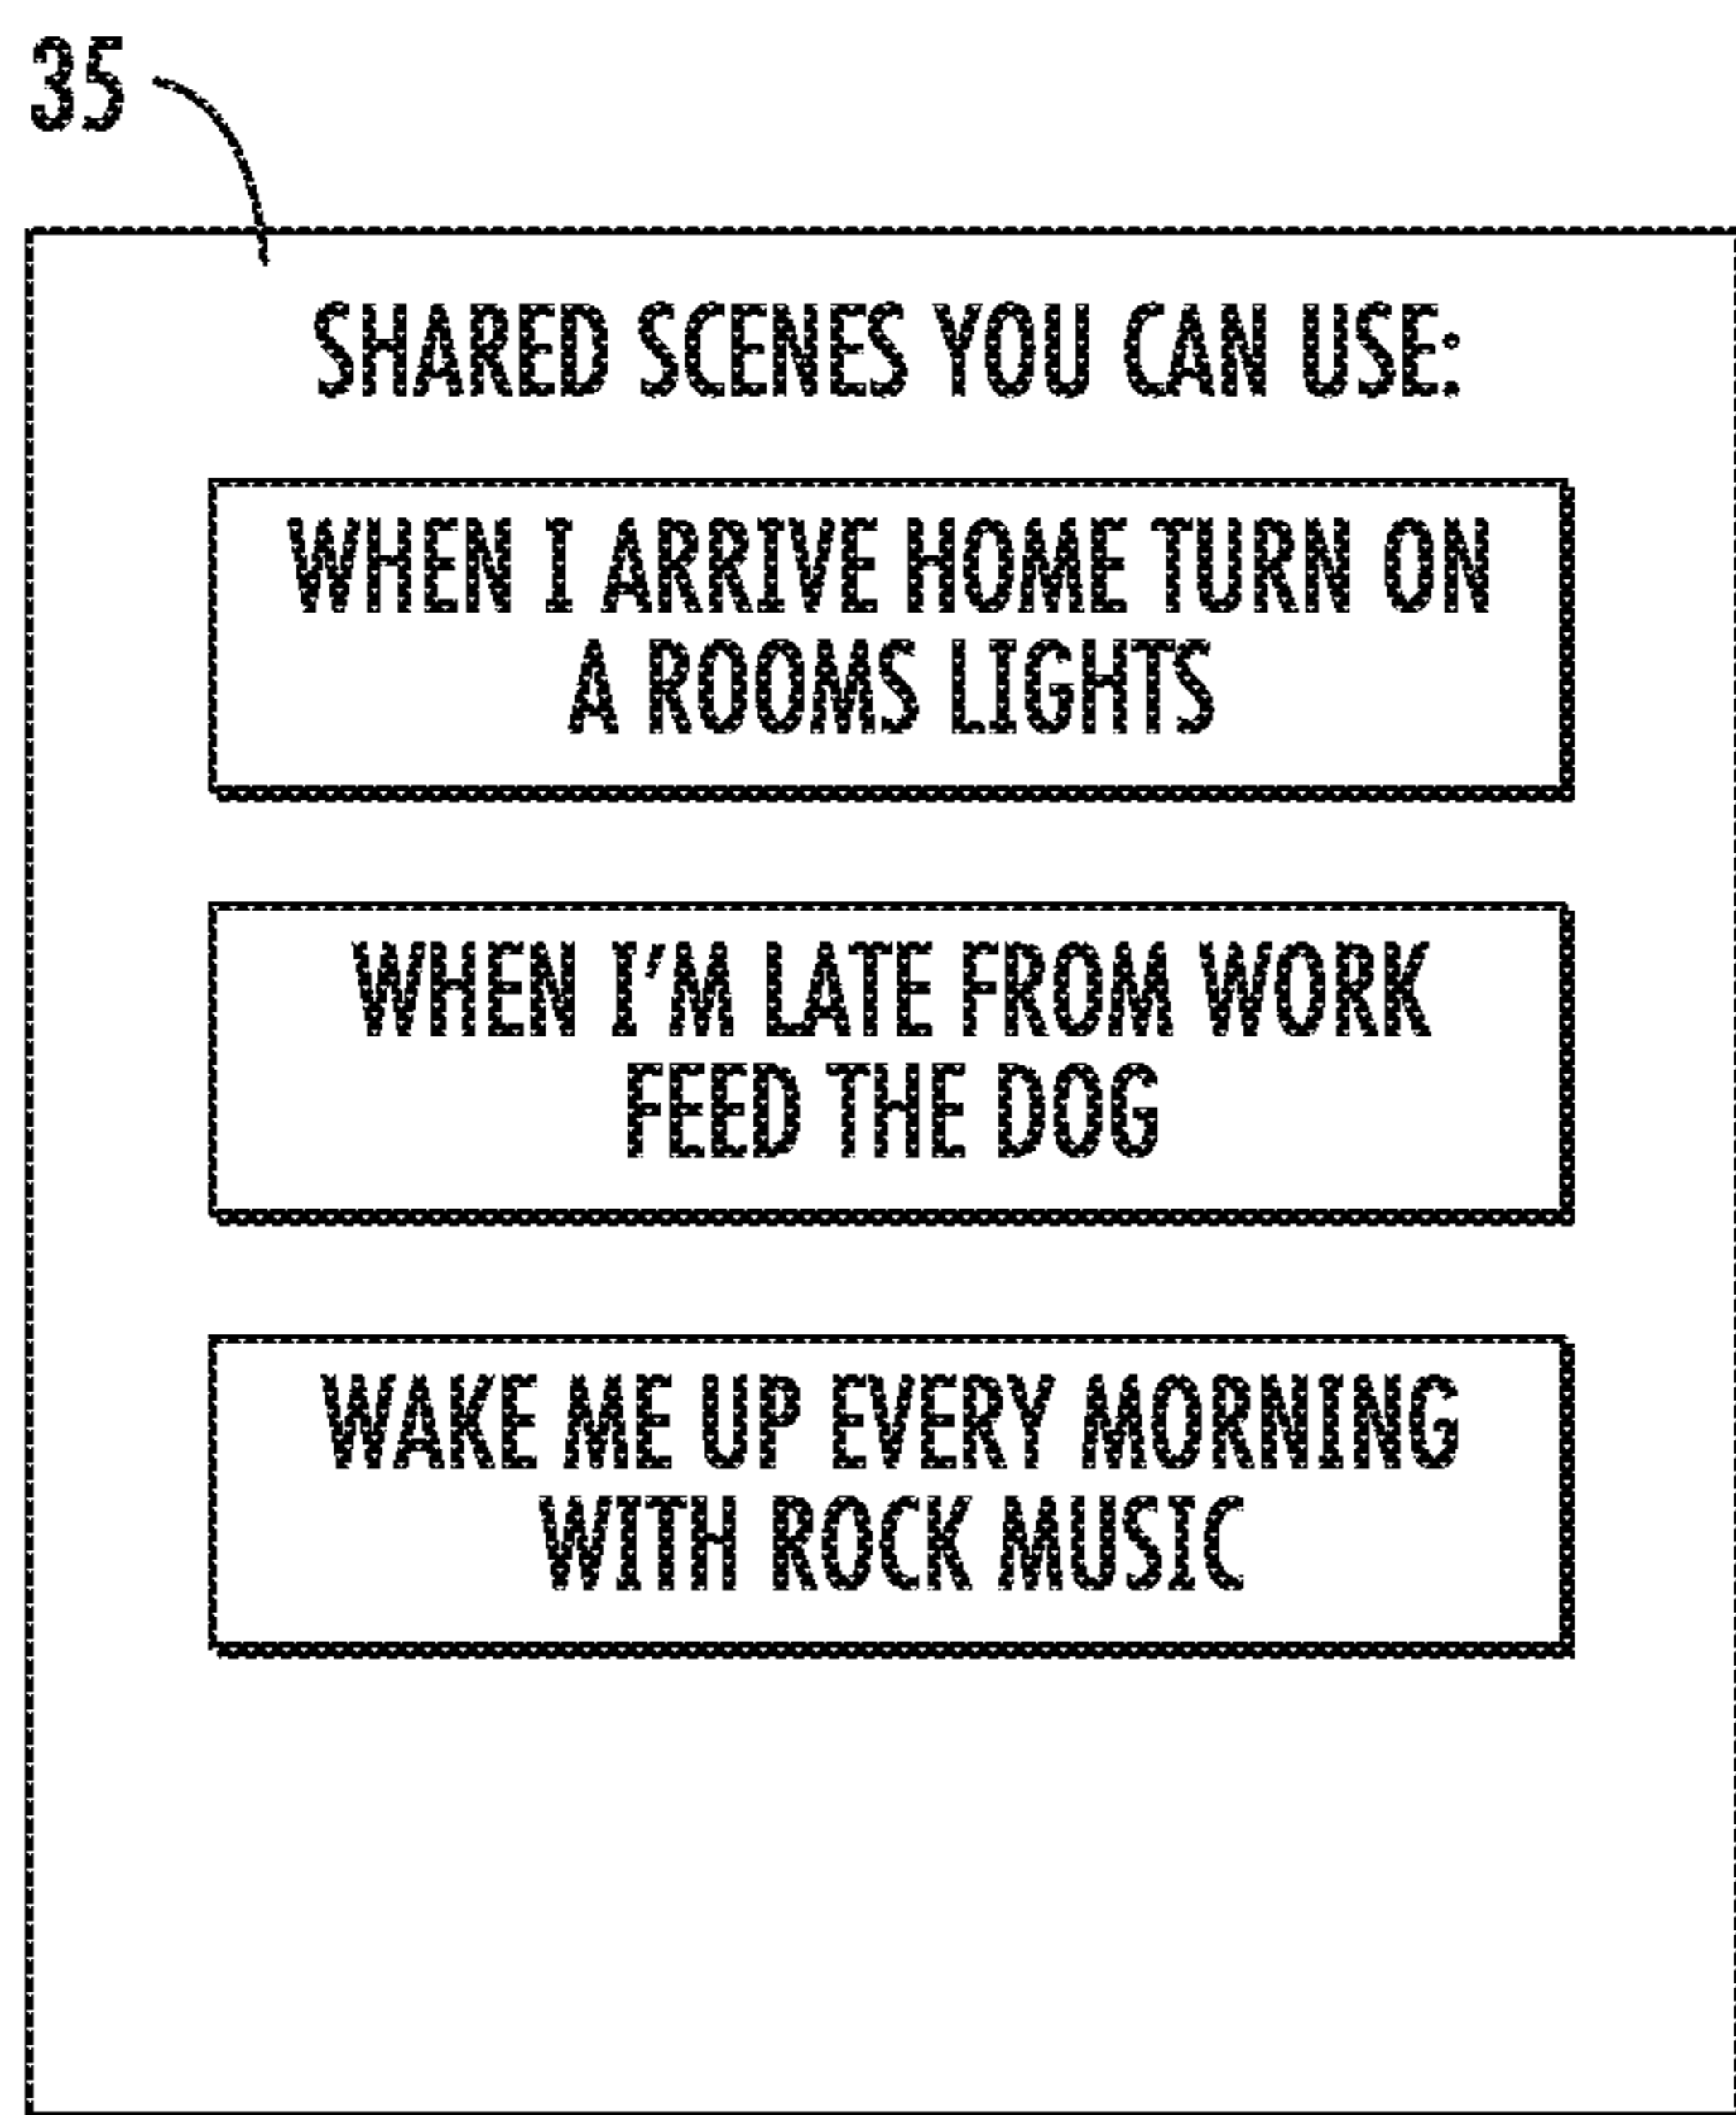 35
SHARED SCENES YOU CAN USE:
WHEN I ARRIVE HOME TURN ON
A ROOMS LIGHTS
WHEN I'M LATE FROM WORK
FEED THE DOG
WAKE ME UP EVERY MORNING
WITH ROCK MUSIC